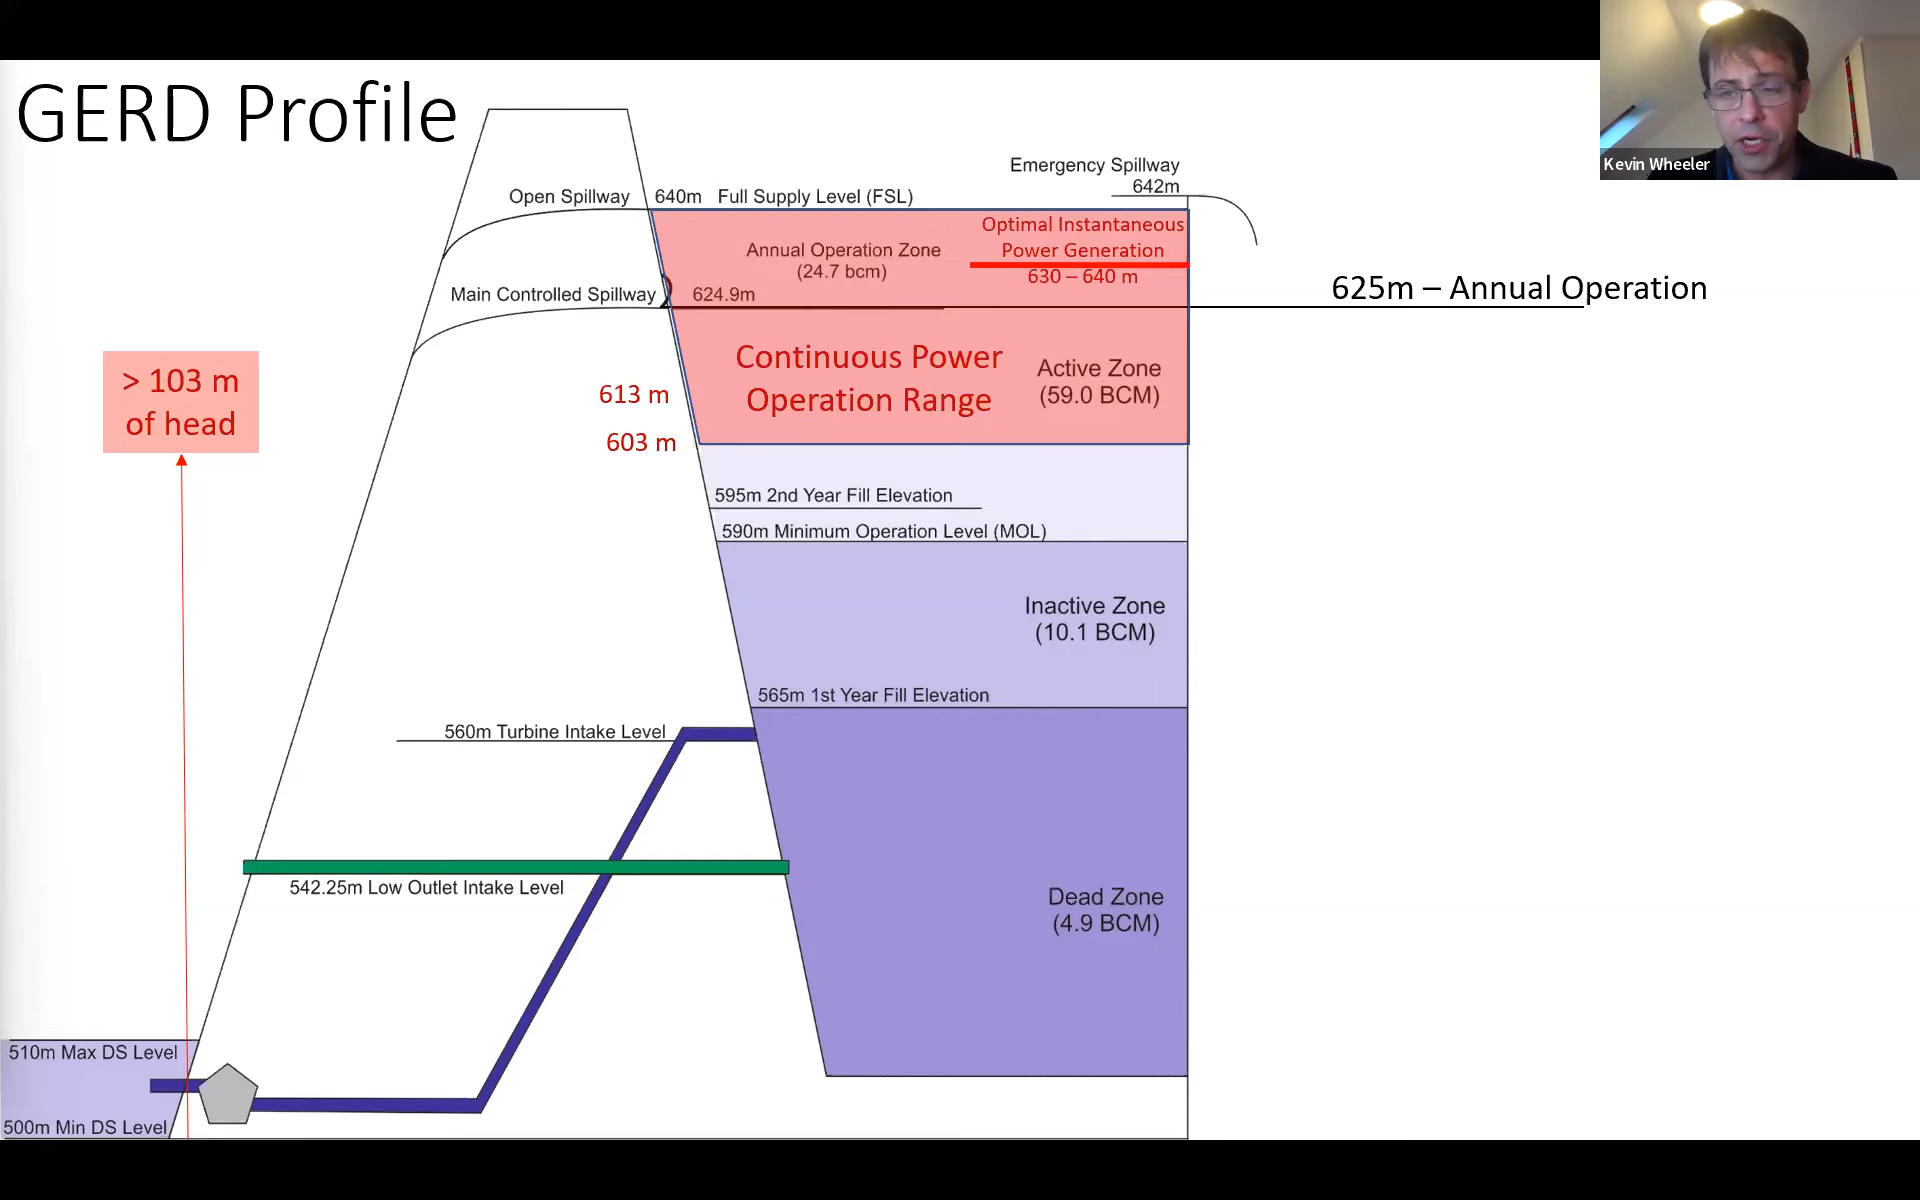 GERD Profile
Kevin Wheeler
Emergency Spillway
642m
Open Spillway
640m Full Supply Level (FSL)
Optimal Instantaneous
Power Generation
630 – 640 m
Annual Operation Zone
(24.7 bcm)
Main Controlled Spillway
624.9m
625m – Annual Operation
> 103 m
of head
Continuous Power
Operation Range
Active Zone
(59.0 BCM)
613 m
603 m
595m 2nd Year Fill Elevation
590m Minimum Operation Level (MOL)
Inactive Zone
(10.1 BCM)
565m 1st Year Fill Elevation
560m Turbine Intake Level
542.25m Low Outlet Intake Level
Dead Zone
(4.9 BCM)
510m Max DS Level
500m Min DS Level